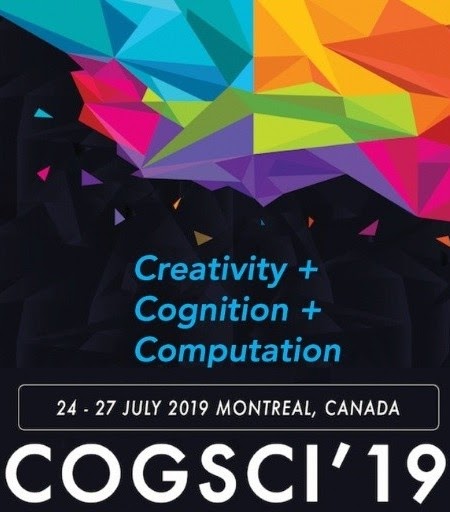 Creativity +
Cognition +
Computation
24 - 27 JULY 2019 MONTREAL, CANADA
COGSCI'19